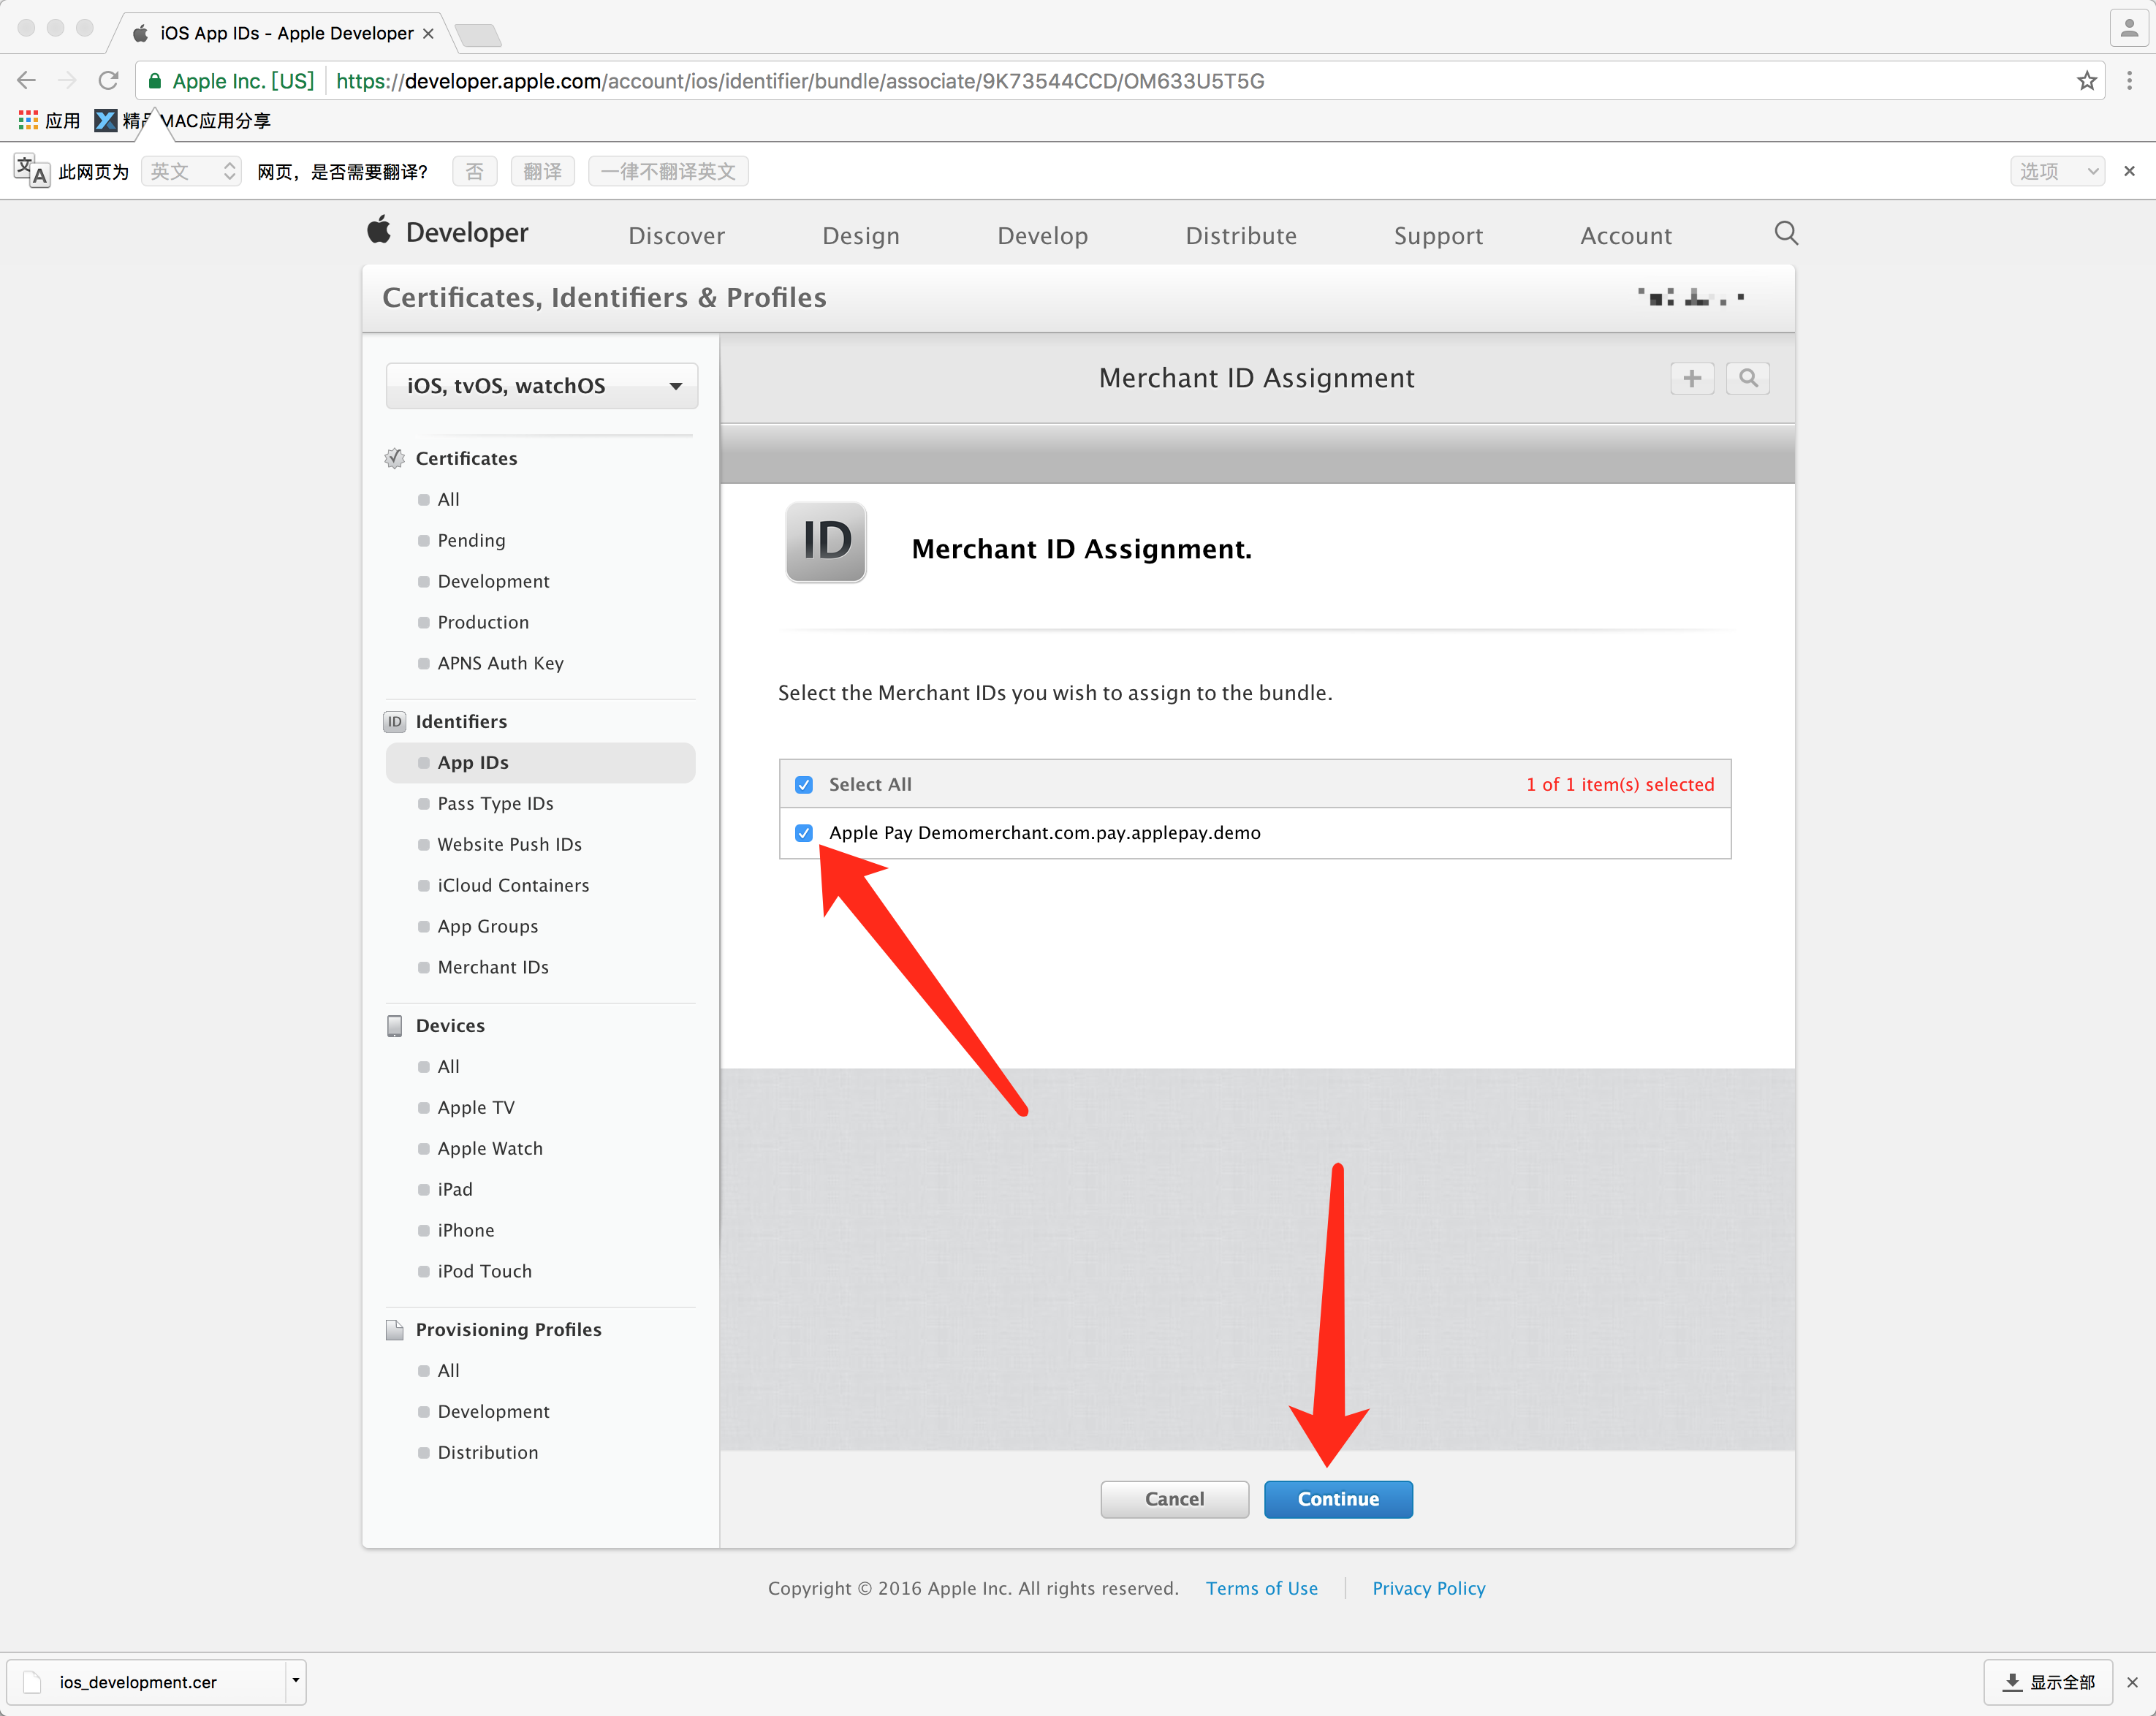 iOS App IDs - Apple Developer
Apple Inc. [US] https://developer.apple.com/account/ios/identifier/bundle/associate/9K73544CCD/OM633U5T5G
应用 精品MAC应用分享
此网页为 英文 网页，是否需要翻译? 否 翻译 一律不翻译英文 选项
Developer Discover Design Develop Distribute Support Account
Certificates, Identifiers & Profiles
iOS, tvOS, watchOS
Certificates
All
Pending
Development
Production
APNS Auth Key
Identifiers
App IDs
Pass Type IDs
Website Push IDs
iCloud Containers
App Groups
Merchant IDs
Devices
All
Apple TV
Apple Watch
iPad
iPhone
iPod Touch
Provisioning Profiles
All
Development
Distribution
Merchant ID Assignment
ID
Merchant ID Assignment.
Select the Merchant IDs you wish to assign to the bundle.
Select All 1 of 1 item(s) selected
Apple Pay Demomerchant.com.pay.applepay.demo
Cancel Continue
Copyright © 2016 Apple Inc. All rights reserved. Terms of Use Privacy Policy
ios_development.cer 显示全部